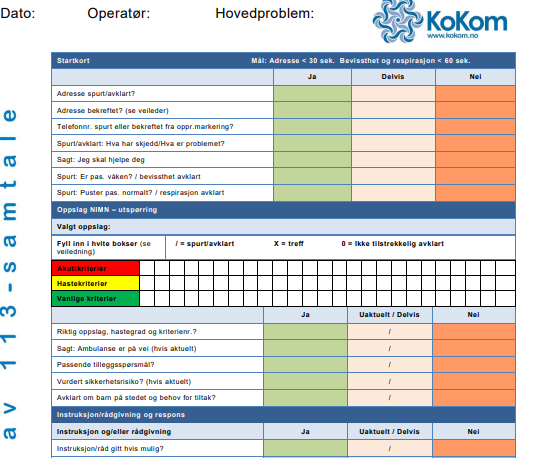 Dato: Operatør: Hovedproblem:
KoKom
www.kokom.no
av 113-samtale
Startkort Mål: Adresse < 30 sek. Bevissthet og respirasjon < 60 sek.
Ja Delvis Nei
Adresse spurt/avklart?
Adresse bekreftet? (se veileder)
Telefonnr. spurt eller bekreftet fra oppr.markering?
Spurt/avklart: Hva har skjedd/Hva er problemet?
Sagt: Jeg skal hjelpe deg
Spurt: Er pas. våken? / bevissthet avklart
Spurt: Puster pas. normalt? / respirasjon avklart
Oppslag NIMN – utspørring
Valgt oppslag:
Fyll inn i hvite bokser (se veiledning) / = spurt/avklart X = treff 0 = Ikke tilstrekkelig avklart
Akuttkriterier
Hastekriterier
Vanlige kriterier
Ja Uaktuelt / Delvis Nei
Riktig oppslag, hastegrad og kriterienr.? /
Sagt: Ambulanse er på vei (hvis aktuelt) /
Passende tilleggsspørsmål? /
Vurdert sikkerhetsrisiko? (hvis aktuelt) /
Avklart om barn på stedet og behov for tiltak? /
Instruksjon/rådgivning og respons
Instruksjon og/eller rådgivning Ja Uaktuelt / Delvis Nei
Instruksjon/råd gitt hvis mulig? /